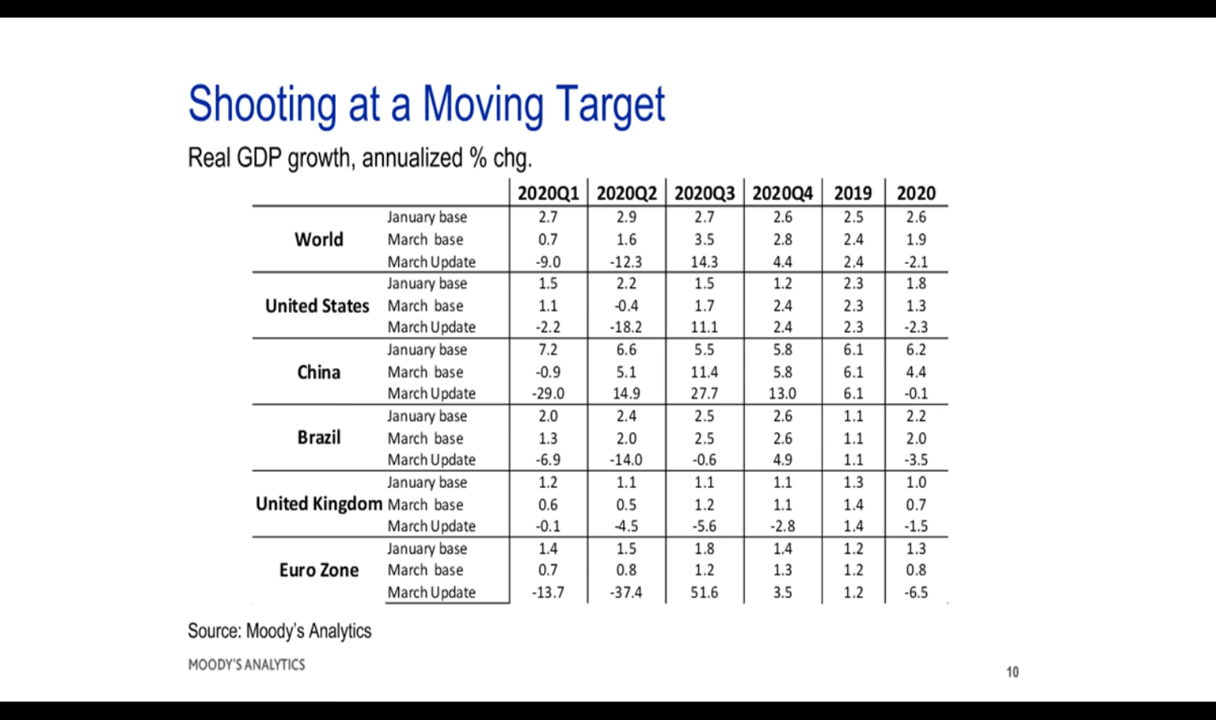 Shooting at a Moving Target
Real GDP growth, annualized % chg.
2020Q1 2020Q2 2020Q3 2020Q4 2019 2020
January base 2.7 2.9 2.7 2.6 2.5 2.6
World March base 0.7 1.6 3.5 2.8 2.4 1.9
March Update -9.0 -12.3 14.3 4.4 2.4 -2.1
January base 1.5 2.2 1.5 1.2 2.3 1.8
United States March base 1.1 -0.4 1.7 2.4 2.3 1.3
March Update -2.2 -18.2 11.1 2.4 2.3 -2.3
January base 7.2 6.6 5.5 5.8 6.1 6.2
China March base -0.9 5.1 11.4 5.8 6.1 4.4
March Update -29.0 14.9 27.7 13.0 6.1 -0.1
January base 2.0 2.4 2.5 2.6 1.1 2.2
Brazil March base 1.3 2.0 2.5 2.6 1.1 2.0
March Update -6.9 -14.0 -0.6 4.9 1.1 -3.5
January base 1.2 1.1 1.1 1.1 1.3 1.0
United Kingdom March base 0.6 0.5 1.2 1.1 1.4 0.7
March Update -0.1 -4.5 -5.6 -2.8 1.4 -1.5
January base 1.4 1.5 1.8 1.4 1.2 1.3
Euro Zone March base 0.7 0.8 1.2 1.3 1.2 0.8
March Update -13.7 -37.4 51.6 3.5 1.2 -6.5
Source: Moody's Analytics
MOODY'S ANALYTICS
10